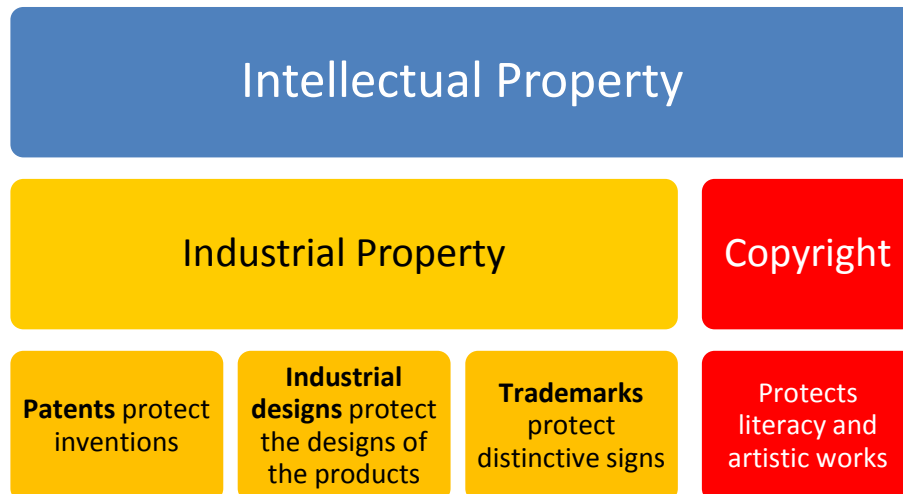 Intellectual Property
Industrial Property
Copyright
Patents protect
inventions
Industrial
designs protect
the designs of
the products
Trademarks
protect
distinctive signs
Protects
literacy and
artistic works